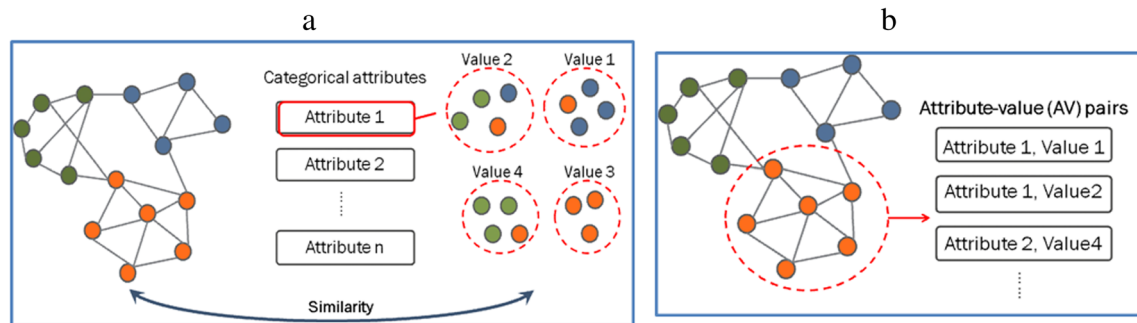 a
b
Categorical attributes
Value 2
Value 1
Attribute 1
Attribute 2
Value 4
Value 3
Attribute n
Similarity
Attribute-value (AV) pairs
Attribute 1, Value 1
Attribute 1, Value2
Attribute 2, Value4